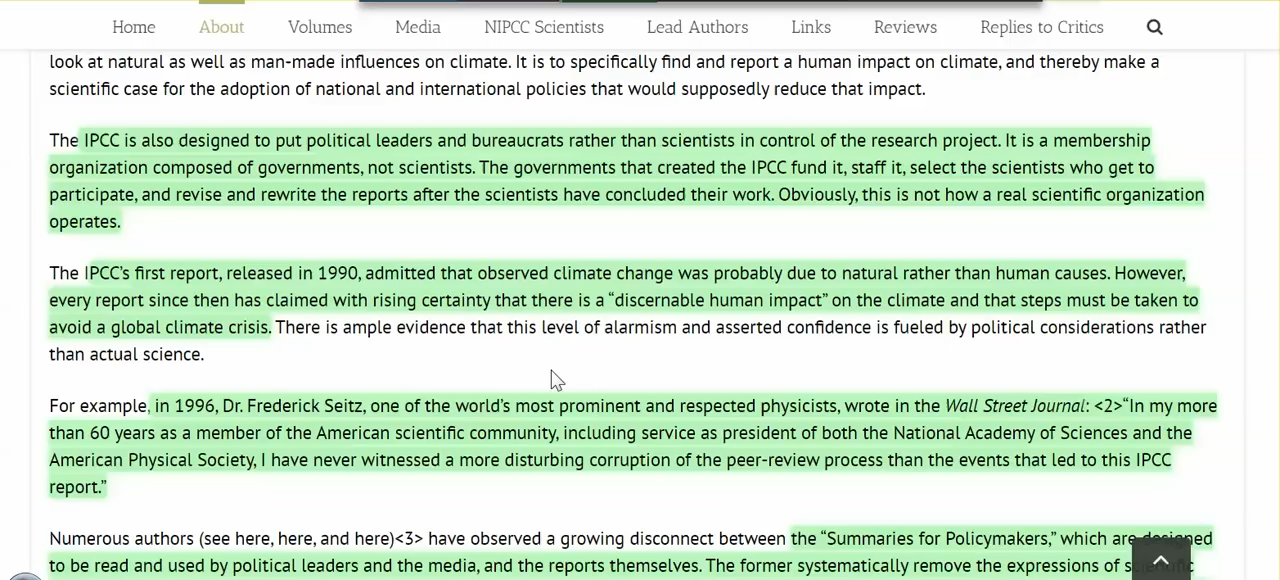 Home About Volumes Media NIPCC Scientists Lead Authors Links Reviews Replies to Critics
look at natural as well as man-made influences on climate. It is to specifically find and report a human impact on climate, and thereby make a
scientific case for the adoption of national and international policies that would supposedly reduce that impact.
The IPCC is also designed to put political leaders and bureaucrats rather than scientists in control of the research project. It is a membership
organization composed of governments, not scientists. The governments that created the IPCC fund it, staff it, select the scientists who get to
participate, and revise and rewrite the reports after the scientists have concluded their work. Obviously, this is not how a real scientific organization
operates.
The IPCC’s first report, released in 1990, admitted that observed climate change was probably due to natural rather than human causes. However,
every report since then has claimed with rising certainty that there is a “discernable human impact” on the climate and that steps must be taken to
avoid a global climate crisis. There is ample evidence that this level of alarmism and asserted confidence is fueled by political considerations rather
than actual science.
For example, in 1996, Dr. Frederick Seitz, one of the world’s most prominent and respected physicists, wrote in the Wall Street Journal: <2>“In my more
than 60 years as a member of the American scientific community, including service as president of both the National Academy of Sciences and the
American Physical Society, I have never witnessed a more disturbing corruption of the peer-review process than the events that led to this IPCC
report.”
Numerous authors (see here, here, and here)<3> have observed a growing disconnect between the “Summaries for Policymakers,” which are designed
to be read and used by political leaders and the media, and the reports themselves. The former systematically remove the expressions of scientific